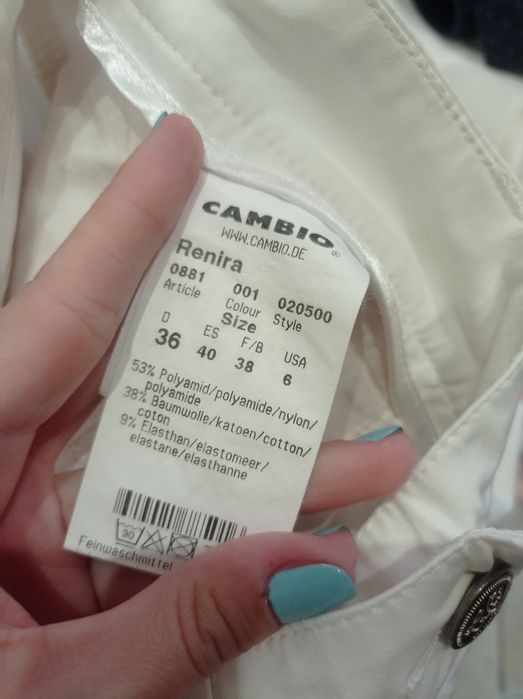 CAMBIO®
WWW.CAMBIO.DE
Renira
0881 001 020500
Article Colour Style
Size
D ES F/B USA
36 40 38 6
53% Polyamid/polyamide/nylon/
polyamide
38% Baumwolle/katoen/cotton/
coton
9% Elasthan/elastomeer/
elastane/elasthanne
30
Feinwaschmittel